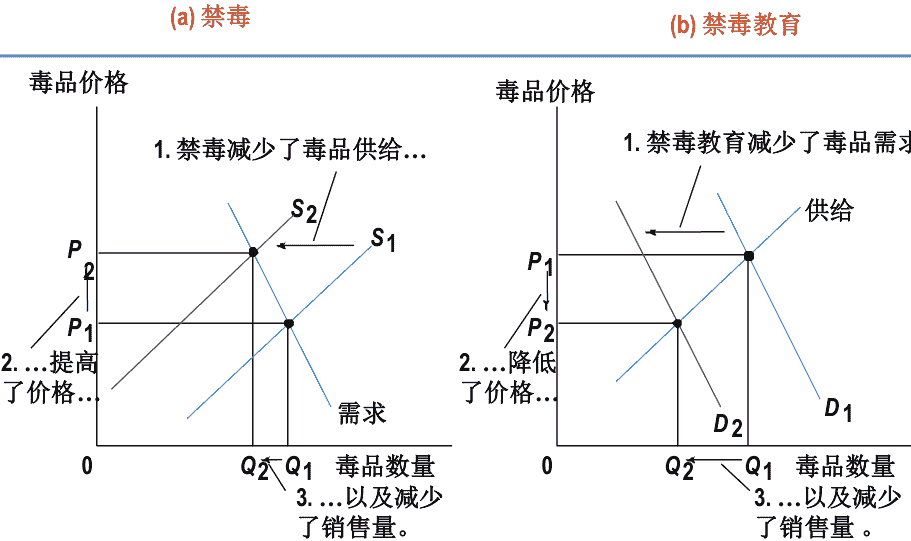 (a) 禁毒
毒品价格
1. 禁毒减少了毒品供给…
S2
S1
P
2
P1
2. …提高
了价格…
需求
0
Q2
Q1
毒品数量
3. …以及减少
了销售量。
(b) 禁毒教育
毒品价格
1. 禁毒教育减少了毒品需求
供给
P1
P2
2. …降低
了价格…
D2
D1
0
Q2
Q1
毒品数量
3. …以及减少
了销售量 。